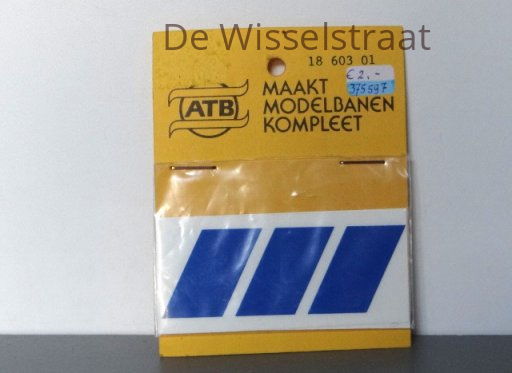 De Wisselstraat
18 603 01
€ 2,-
375597
ATB
MAAKT
MODELBANEN
KOMPLEET